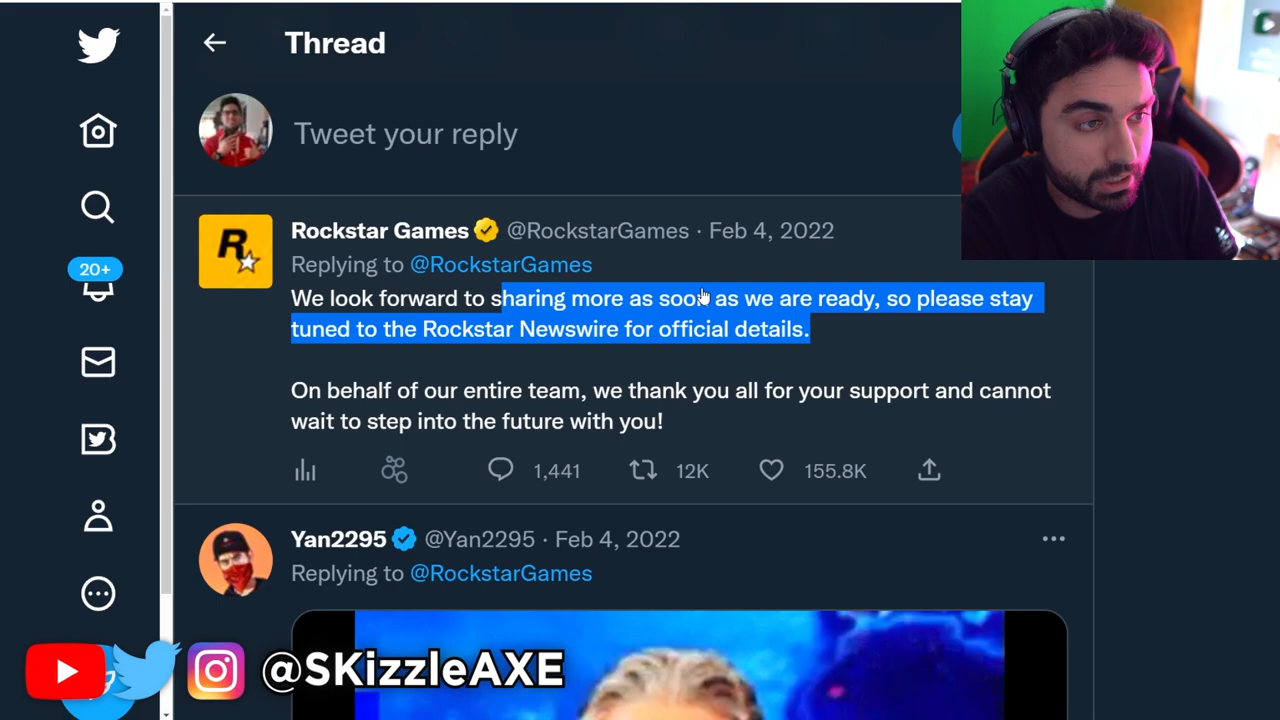 Thread
Tweet your reply
Rockstar Games @RockstarGames · Feb 4, 2022
Replying to @RockstarGames
We look forward to sharing more as soon as we are ready, so please stay
tuned to the Rockstar Newswire for official details.
On behalf of our entire team, we thank you all for your support and cannot
wait to step into the future with you!
1,441 12K 155.8K
20+
Yan2295 @Yan2295 · Feb 4, 2022
Replying to @RockstarGames
@SKizzleAXE